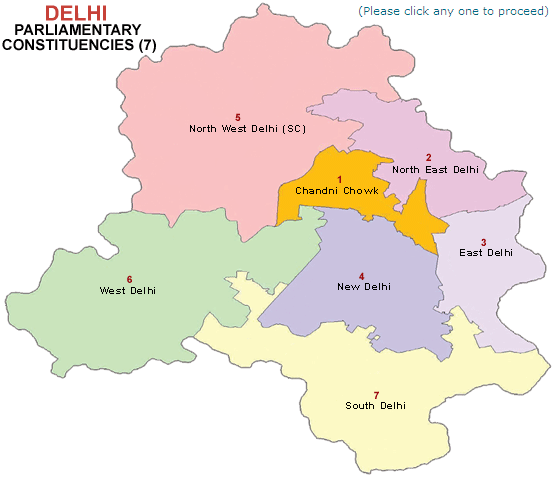 DELHI
PARLIAMENTARY
CONSTITUENCIES (7)
(Please click any one to proceed)
5
North West Delhi (SC)
2
North East Delhi
1
Chandni Chowk
3
East Delhi
6
West Delhi
4
New Delhi
7
South Delhi